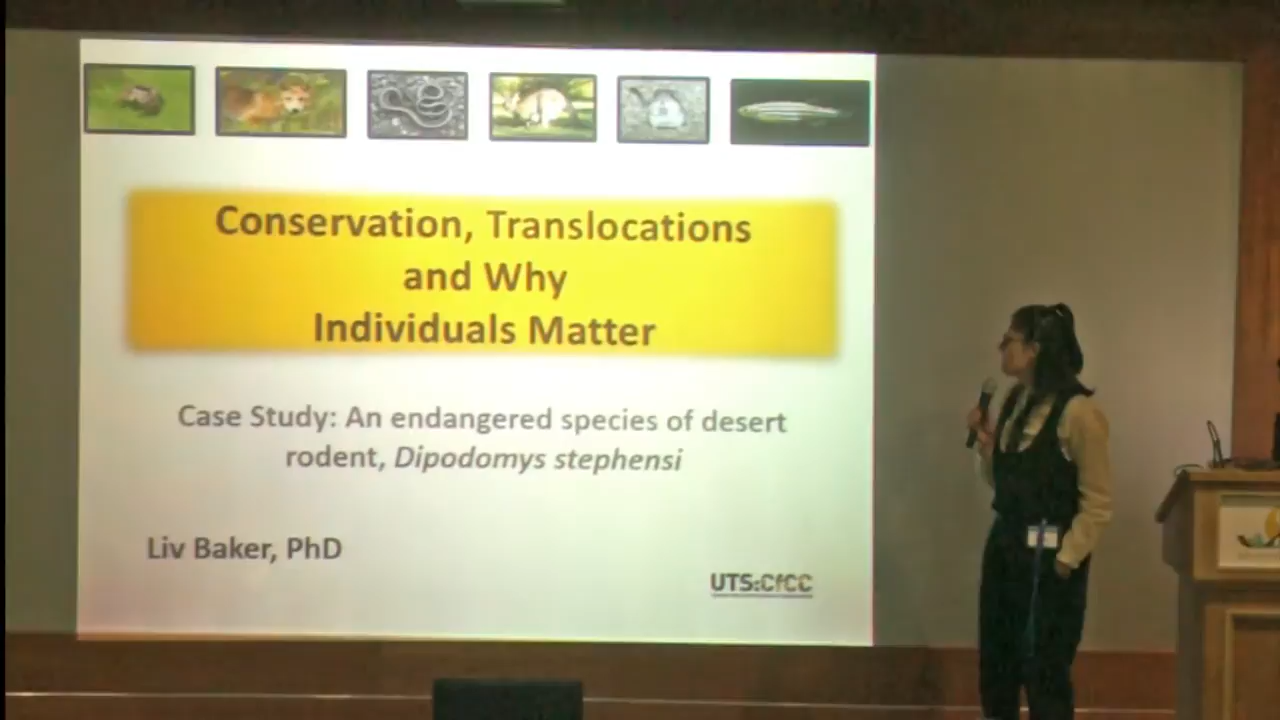 Conservation, Translocations
and Why
Individuals Matter
Case Study: An endangered species of desert
rodent, Dipodomys stephensi
Liv Baker, PhD
UTS:CfCC